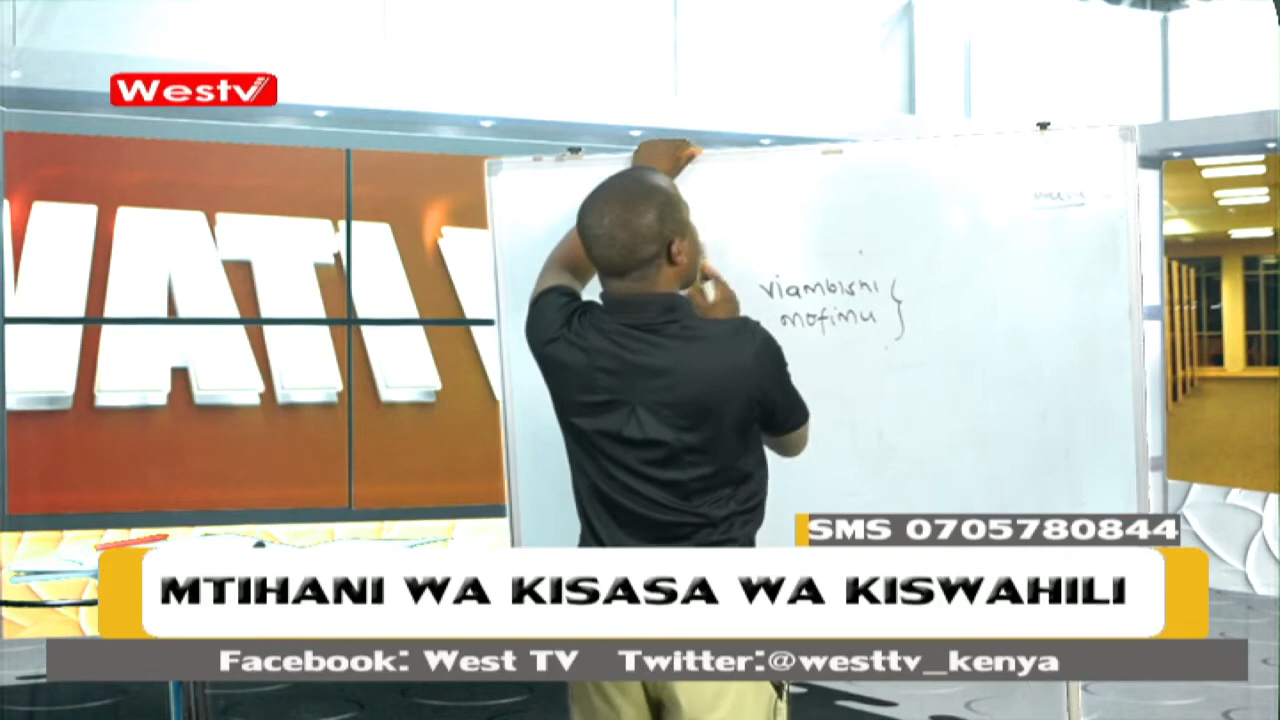 Westv
viambishi
mofimu
SMS 0705780844
MTIHANI WA KISASA WA KISWAHILI
Facebook: West TV Twitter:@westtv_kenya